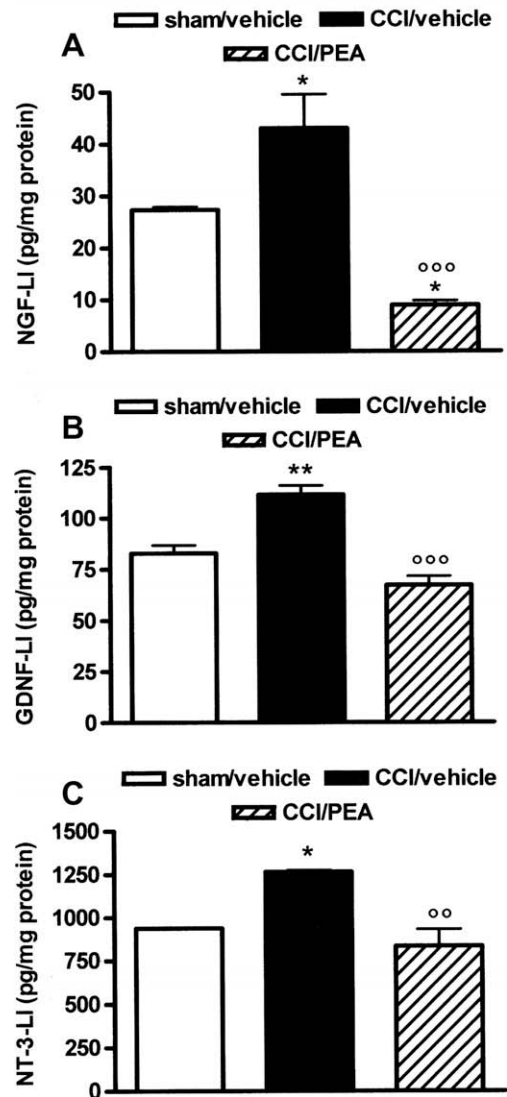 sham/vehicle CCI/vehicle
A CCI/PEA
NGF-LI (pg/mg protein)
50
40
30
20
10
0
*
°°°
*
sham/vehicle CCI/vehicle
B CCI/PEA
GDNF-LI (pg/mg protein)
125
100
75
50
25
0
**
°°°
sham/vehicle CCI/vehicle
C CCI/PEA
NT-3-LI (pg/mg protein)
1500
1250
1000
750
500
250
0
*
°°